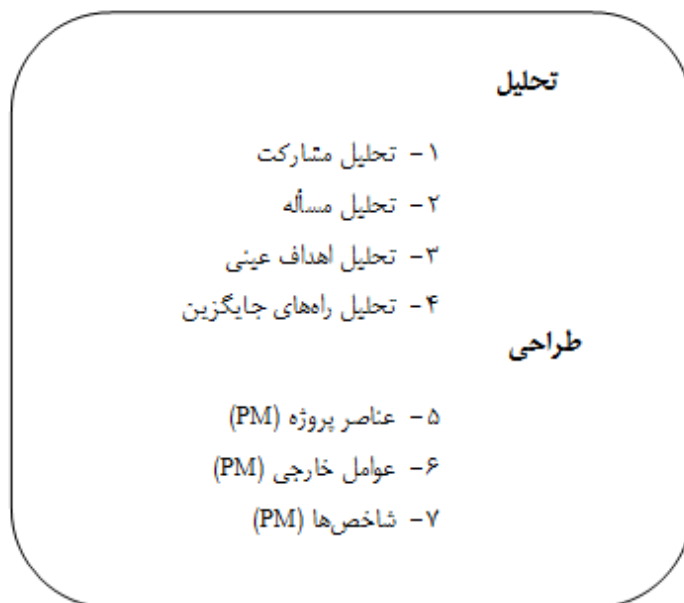 تحلیل
۱- تحلیل مشارکت
۲- تحلیل مسأله
۳- تحلیل اهداف عینی
۴- تحلیل راه‌های جایگزین
طراحی
۵- عناصر پروژه (PM)
۶- عوامل خارجی (PM)
۷- شاخص‌ها (PM)